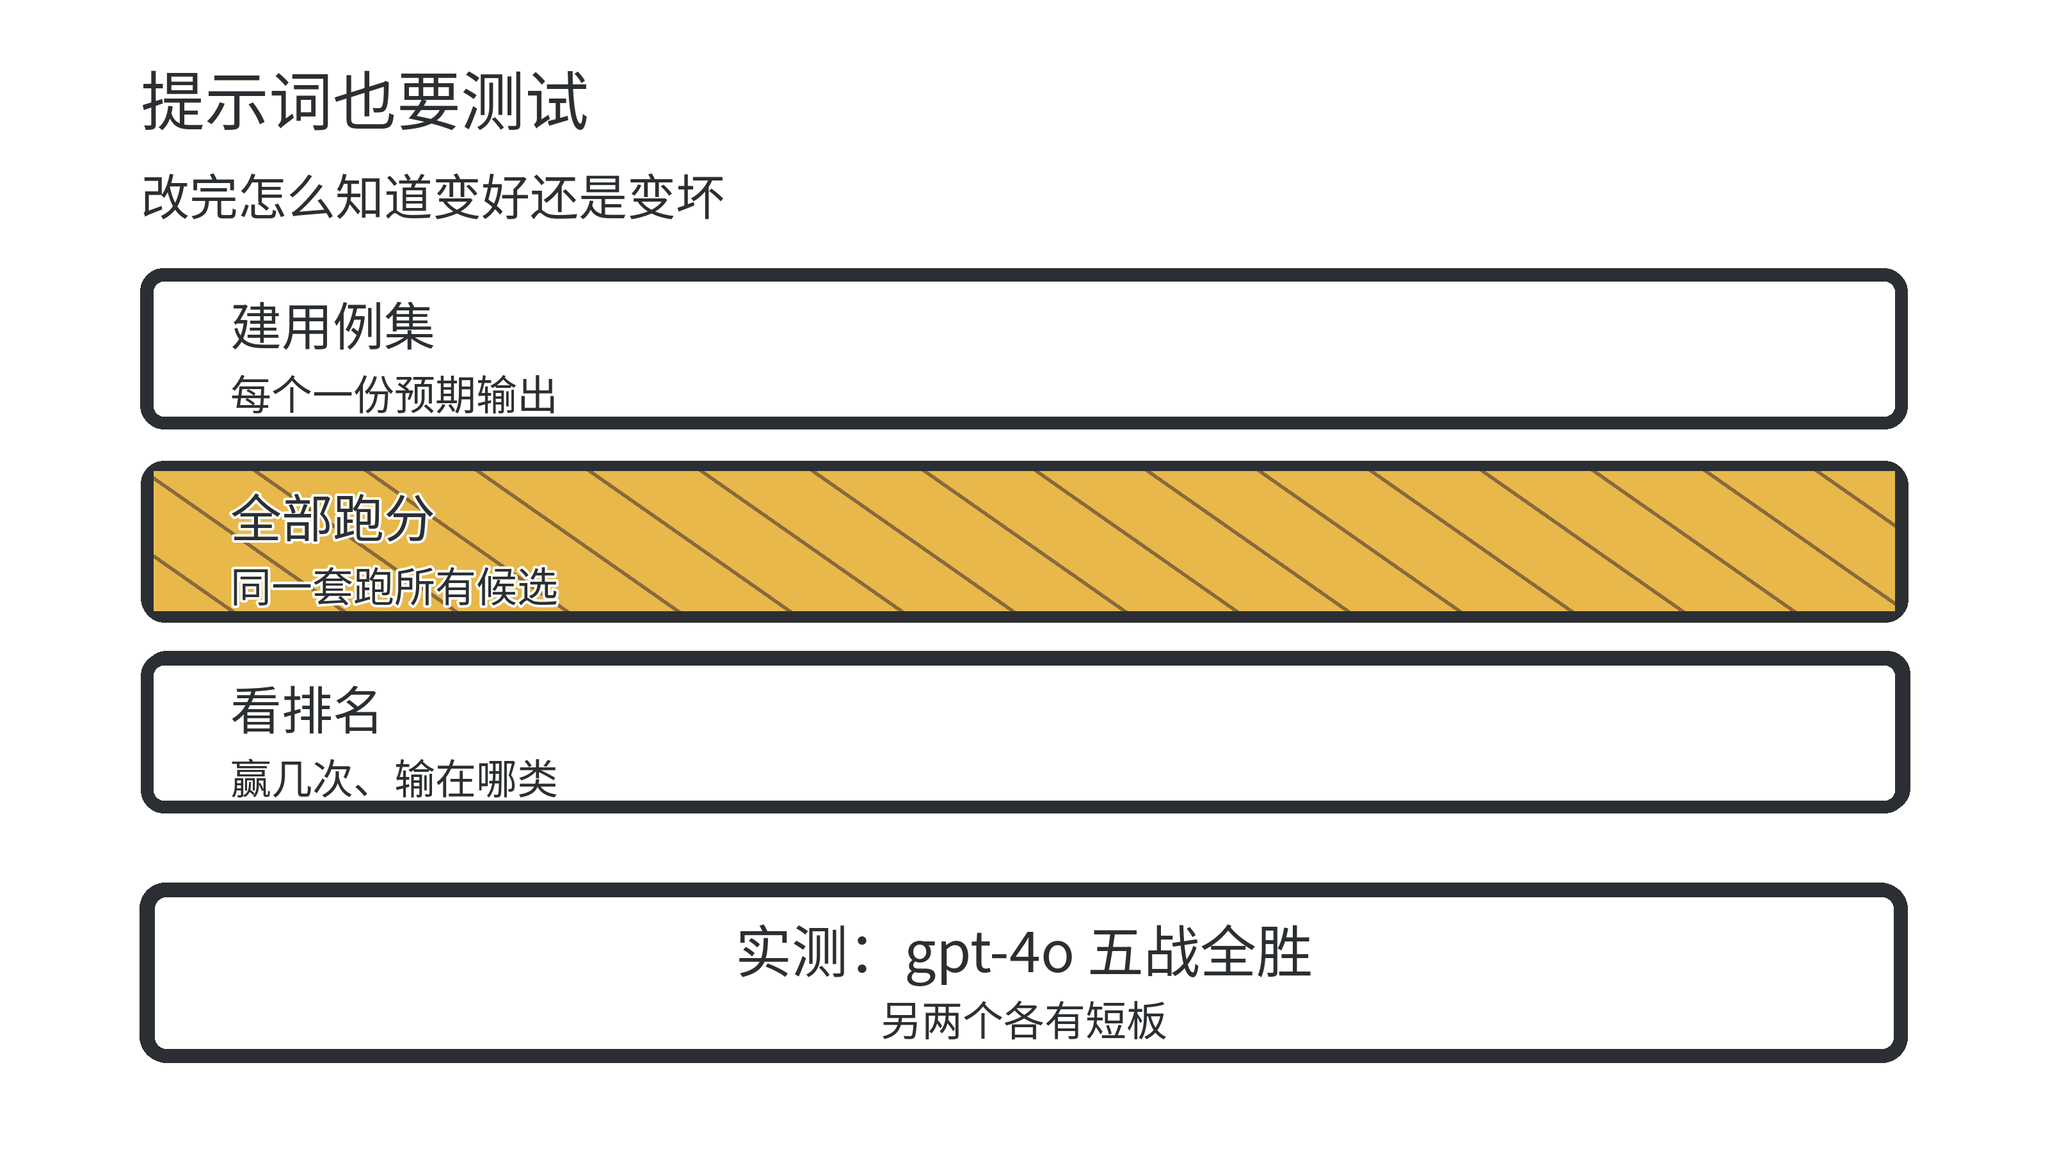 提示词也要测试
改完怎么知道变好还是变坏
建用例集
每个一份预期输出
全部跑分
同一套跑所有候选
看排名
赢几次、输在哪类
实测：gpt-4o 五战全胜
另两个各有短板